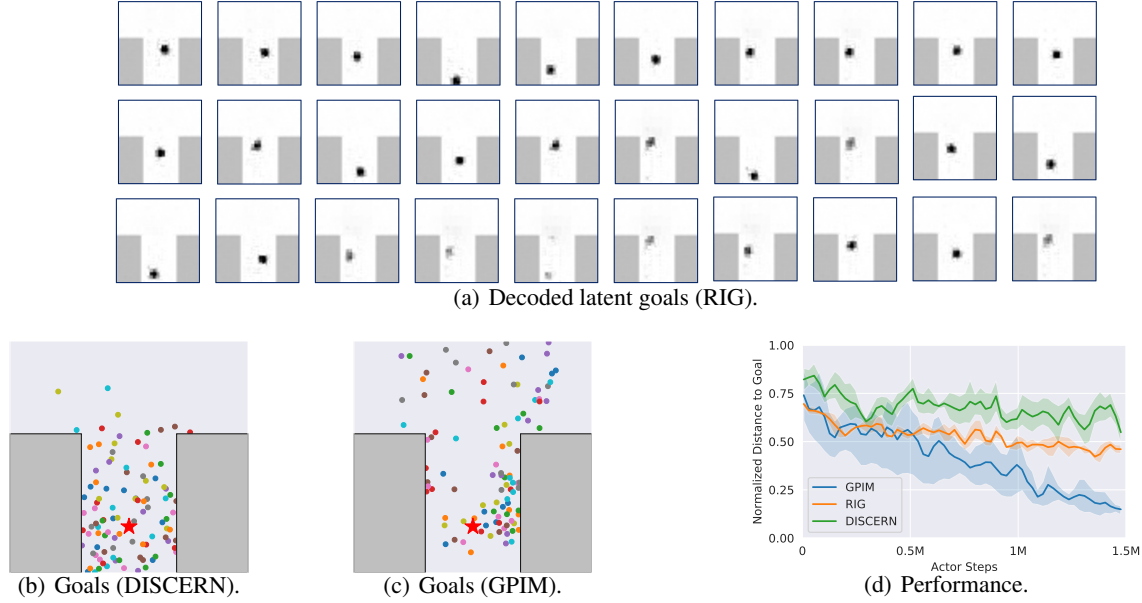 (a) Decoded latent goals (RIG).
(b) Goals (DISCERN).
(c) Goals (GPIM).
1.00
0.75
0.50
0.25
0.00
Normalized Distance to Goal
GPIM
RIG
DISCERN
0 0.5M 1M 1.5M
Actor Steps
(d) Performance.